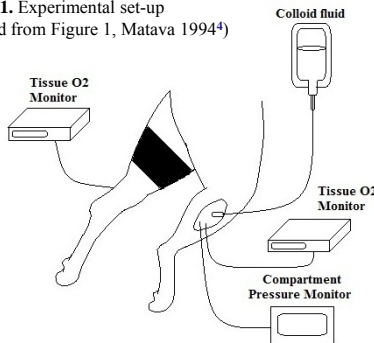 1. Experimental set-up
d from Figure 1, Matava 1994⁴)
Colloid fluid
Tissue O2
Monitor
Tissue O2
Monitor
Compartment
Pressure Monitor